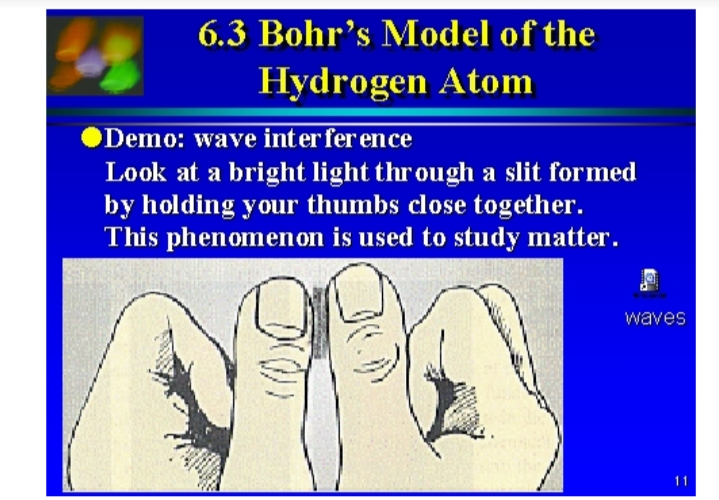 6.3 Bohr's Model of the
Hydrogen Atom
Demo: wave interference
Look at a bright light through a slit formed
by holding your thumbs close together.
This phenomenon is used to study matter.
waves
11